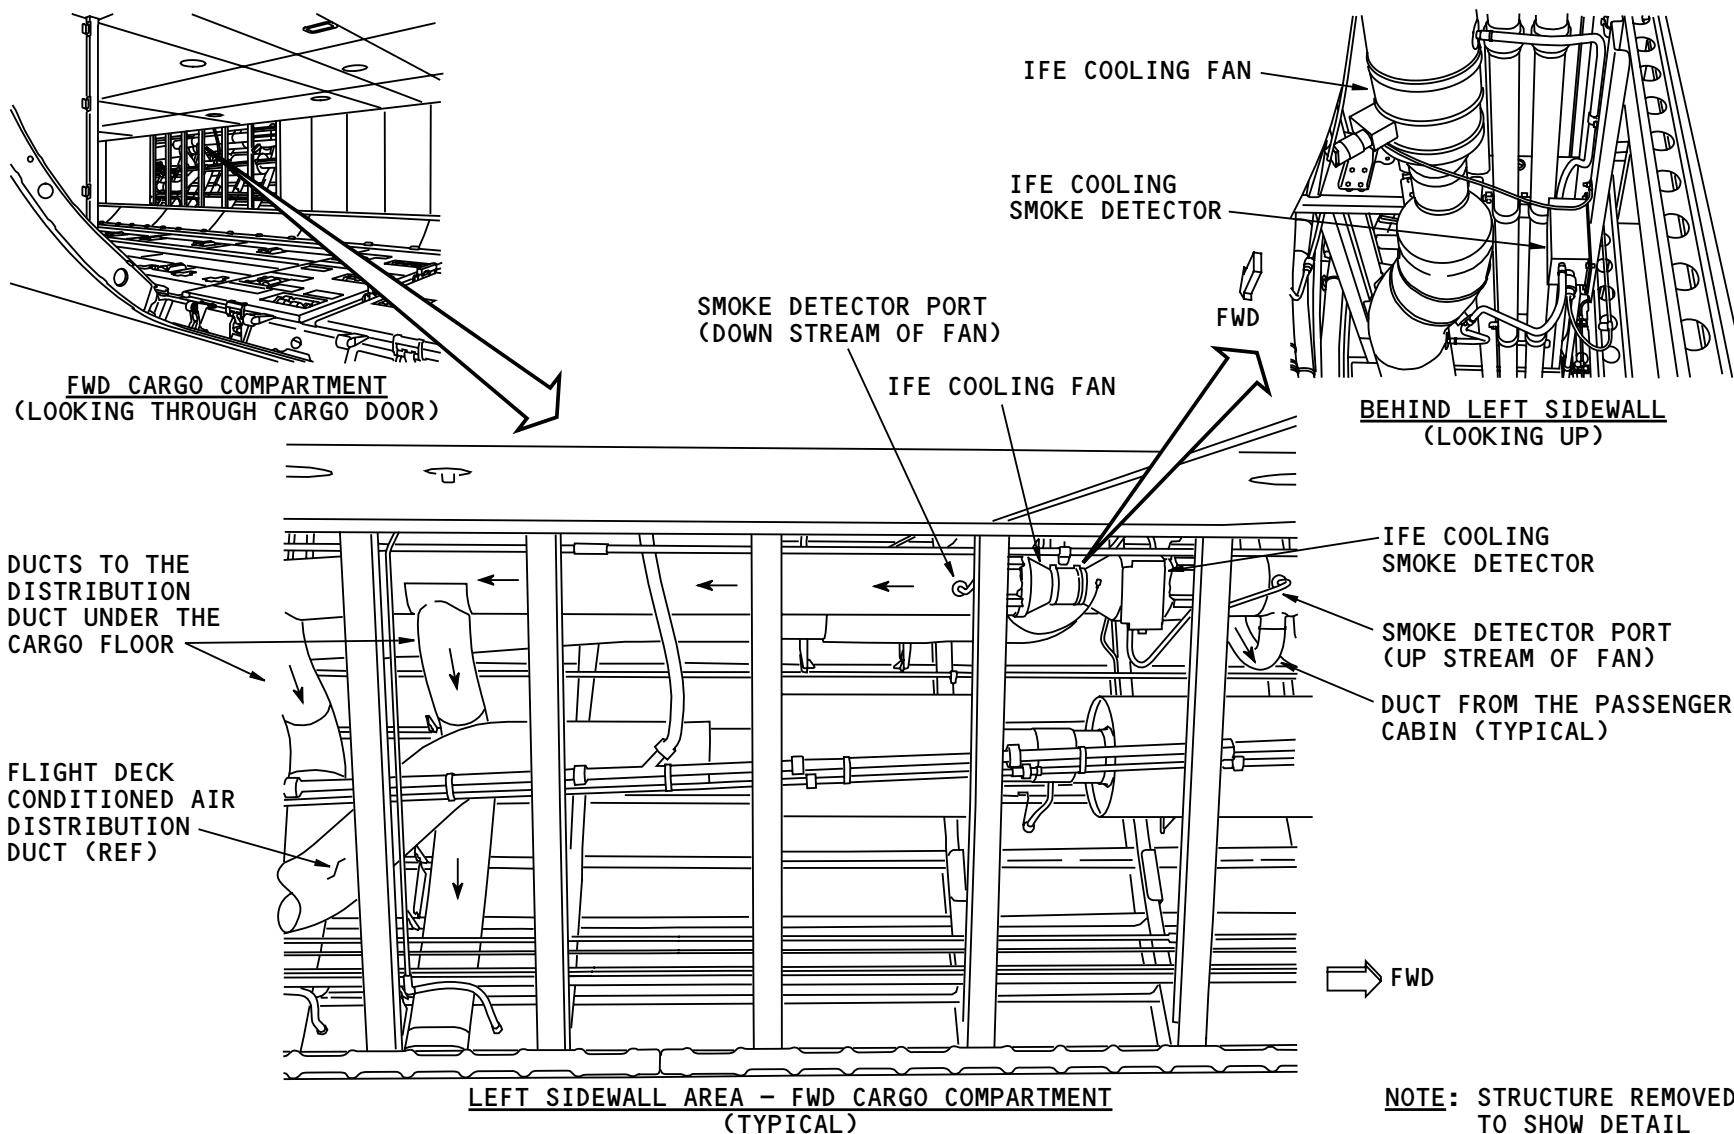 FWD CARGO COMPARTMENT
(LOOKING THROUGH CARGO DOOR)
IFE COOLING FAN
IFE COOLING
SMOKE DETECTOR
FWD
BEHIND LEFT SIDEWALL
(LOOKING UP)
SMOKE DETECTOR PORT
(DOWN STREAM OF FAN)
IFE COOLING FAN
DUCTS TO THE
DISTRIBUTION
DUCT UNDER THE
CARGO FLOOR
FLIGHT DECK
CONDITIONED AIR
DISTRIBUTION
DUCT (REF)
IFE COOLING
SMOKE DETECTOR
SMOKE DETECTOR PORT
(UP STREAM OF FAN)
DUCT FROM THE PASSENGER
CABIN (TYPICAL)
FWD
LEFT SIDEWALL AREA – FWD CARGO COMPARTMENT
(TYPICAL)
NOTE: STRUCTURE REMOVED
TO SHOW DETAIL